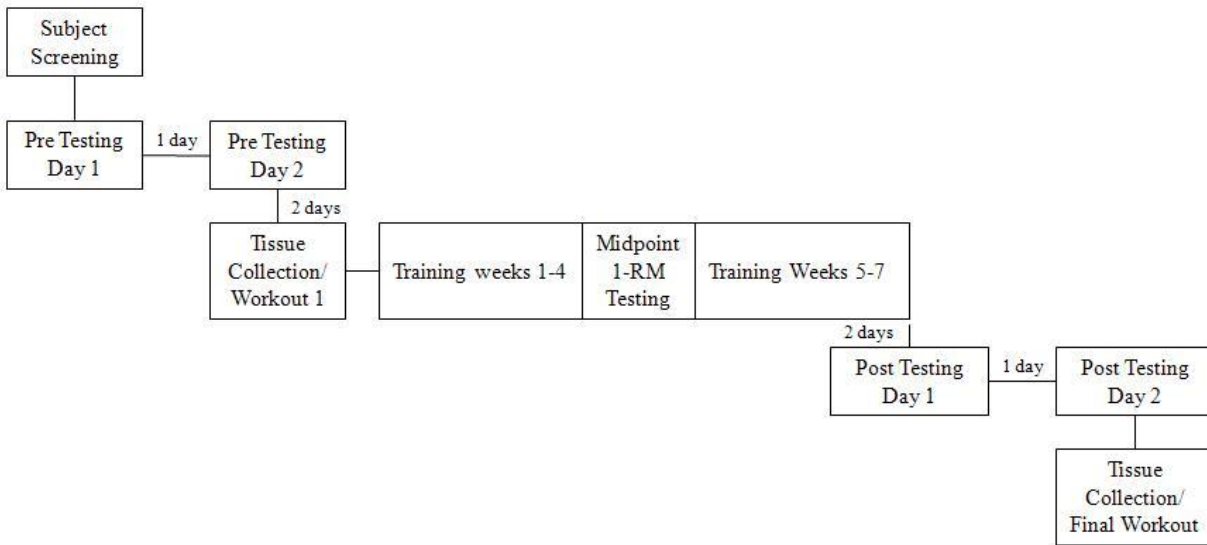 Subject
Screening
Pre Testing
Day 1
1 day
Pre Testing
Day 2
2 days
Tissue
Collection/
Workout 1
Training weeks 1-4
Midpoint
1-RM
Testing
Training Weeks 5-7
2 days
Post Testing
Day 1
1 day
Post Testing
Day 2
Tissue
Collection/
Final Workout